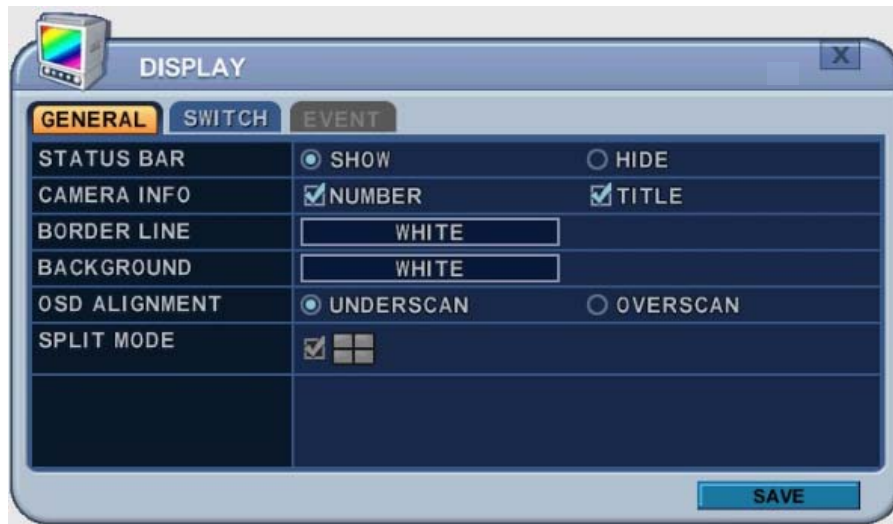 DISPLAY
X
GENERAL SWITCH EVENT
STATUS BAR SHOW HIDE
CAMERA INFO NUMBER TITLE
BORDER LINE WHITE
BACKGROUND WHITE
OSD ALIGNMENT UNDERSCAN OVERSCAN
SPLIT MODE
SAVE